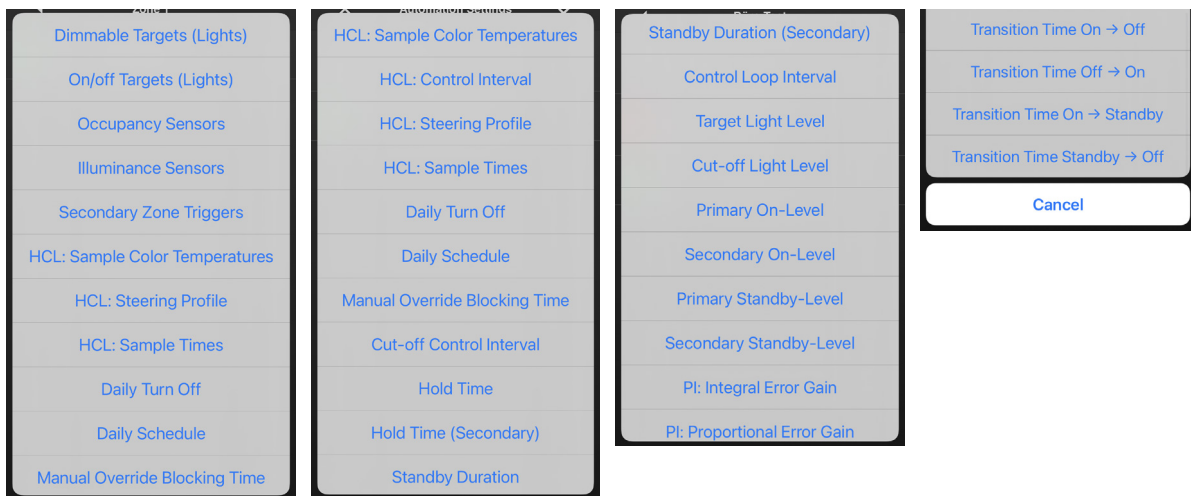 Dimmable Targets (Lights)
On/off Targets (Lights)
Occupancy Sensors
Illuminance Sensors
Secondary Zone Triggers
HCL: Sample Color Temperatures
HCL: Steering Profile
HCL: Sample Times
Daily Turn Off
Daily Schedule
Manual Override Blocking Time
Automation Settings
HCL: Sample Color Temperatures
HCL: Control Interval
HCL: Steering Profile
HCL: Sample Times
Daily Turn Off
Daily Schedule
Manual Override Blocking Time
Cut-off Control Interval
Hold Time
Hold Time (Secondary)
Standby Duration
Standby Duration (Secondary)
Control Loop Interval
Target Light Level
Cut-off Light Level
Primary On-Level
Secondary On-Level
Primary Standby-Level
Secondary Standby-Level
PI: Integral Error Gain
PI: Proportional Error Gain
Transition Time On → Off
Transition Time Off → On
Transition Time On → Standby
Transition Time Standby → Off
Cancel